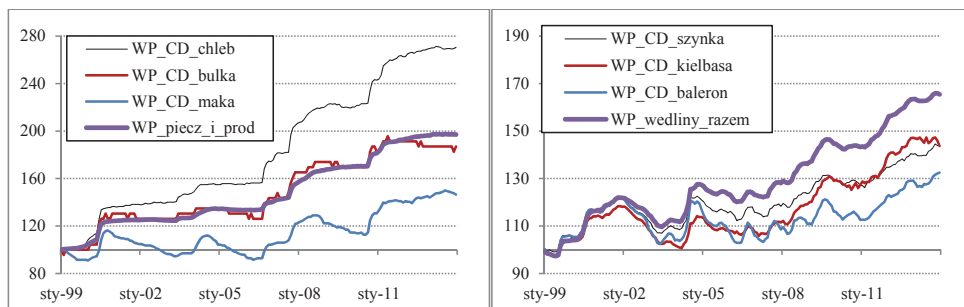 280
240
200
160
120
80
WP_CD_chleb
WP_CD_bulka
WP_CD_maka
WP_piecz_i_prod
sty-99
sty-02
sty-05
sty-08
sty-11
190
170
150
130
110
90
WP_CD_szynka
WP_CD_kielbasa
WP_CD_baleron
WP_wedliny_razem
sty-99
sty-02
sty-05
sty-08
sty-11